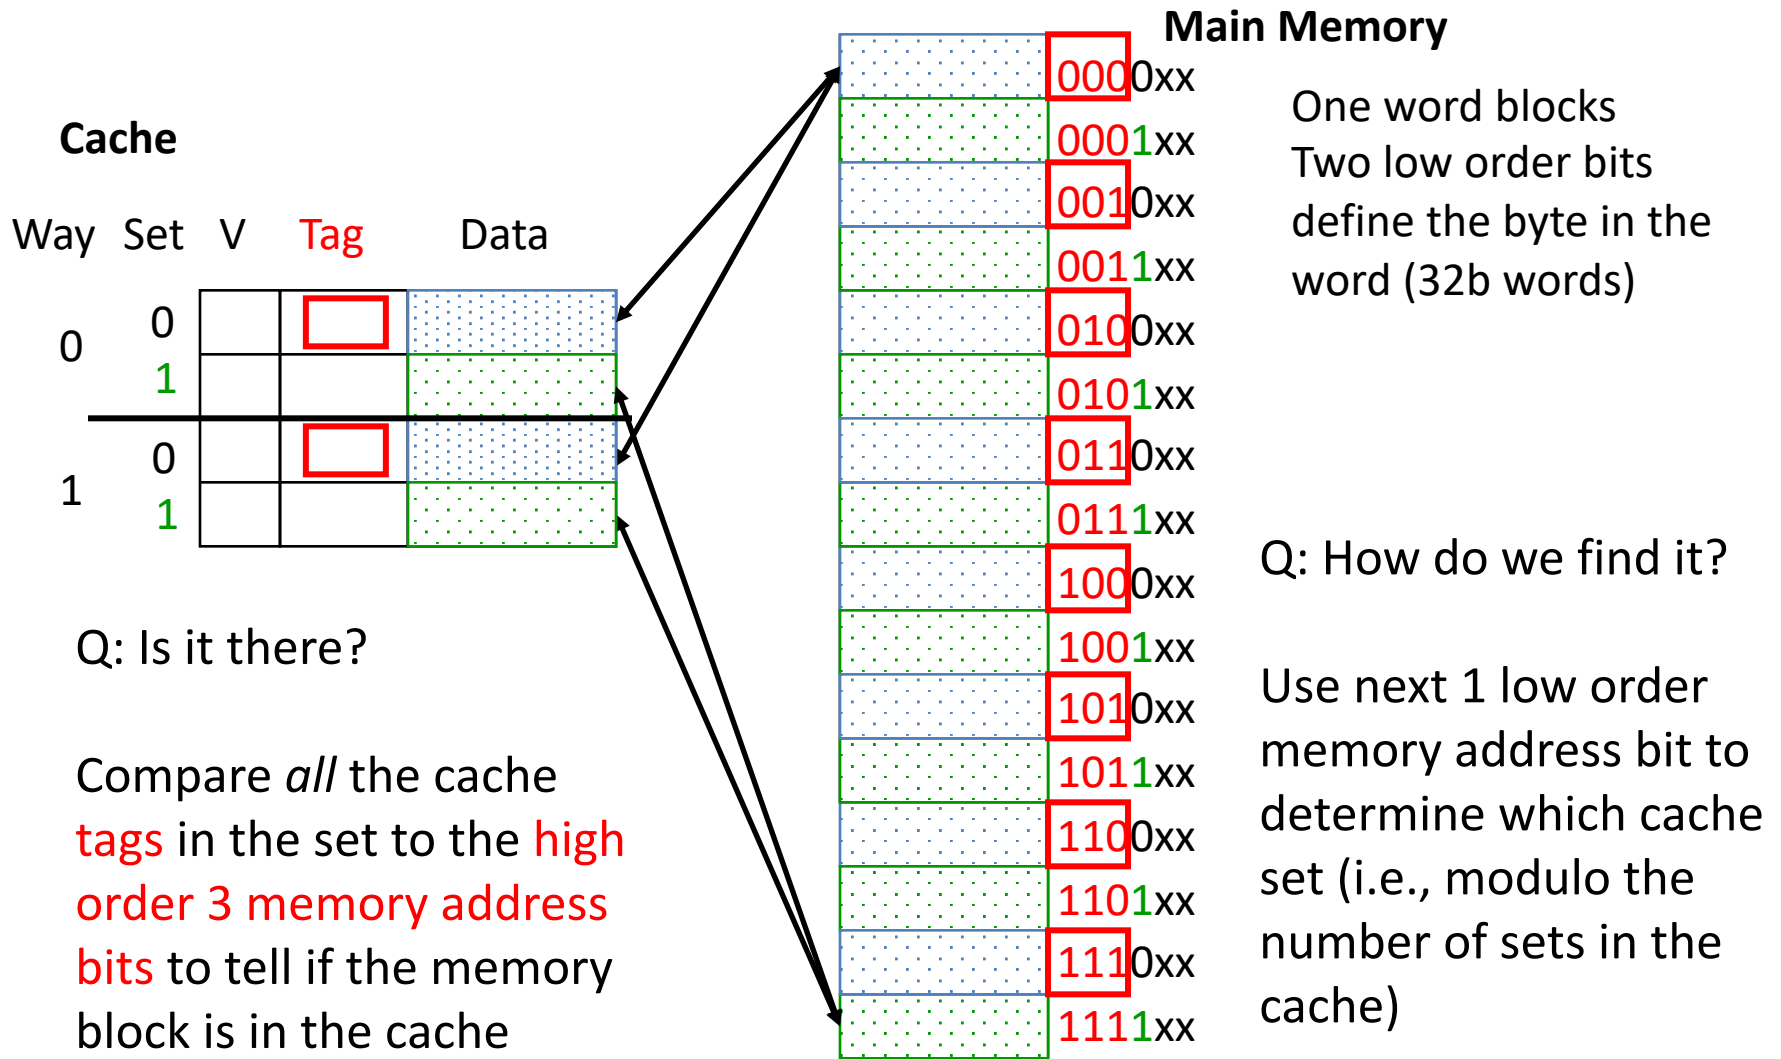 Main Memory
Cache
Way Set V Tag Data
0
0
1
1
0
1
0000xx
0001xx
0010xx
0011xx
0100xx
0101xx
0110xx
0111xx
1000xx
1001xx
1010xx
1011xx
1100xx
1101xx
1110xx
1111xx
One word blocks
Two low order bits
define the byte in the
word (32b words)
Q: Is it there?
Compare all the cache
tags in the set to the high
order 3 memory address
bits to tell if the memory
block is in the cache
Q: How do we find it?
Use next 1 low order
memory address bit to
determine which cache
set (i.e., modulo the
number of sets in the
cache)